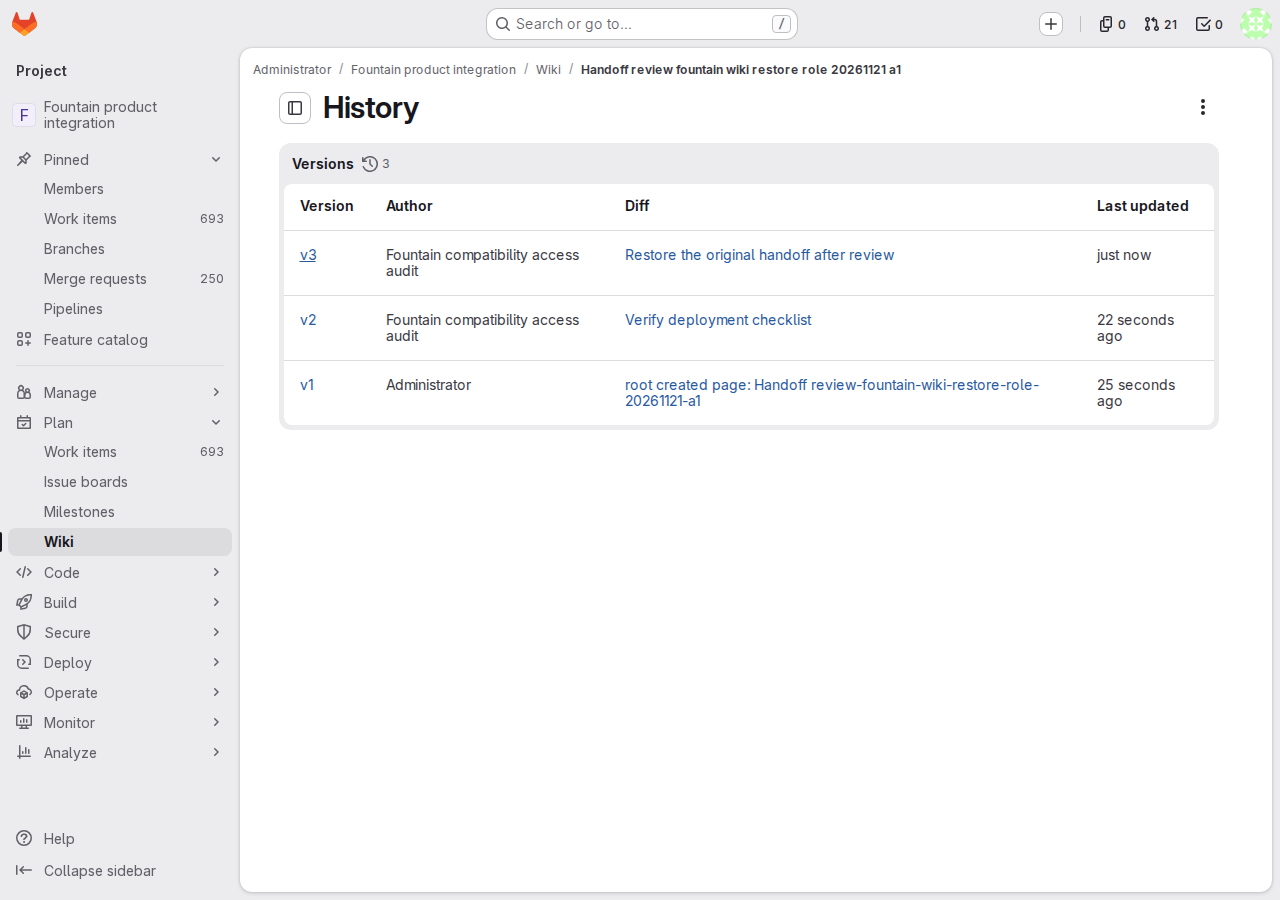 Search or go to...
/
0
21
0
Project
Administrator / Fountain product integration / Wiki / Handoff review fountain wiki restore role 20261121 a1
F
Fountain product
integration
History
Pinned
Members
Work items 693
Branches
Merge requests 250
Pipelines
Feature catalog
Manage
Plan
Work items 693
Issue boards
Milestones
Wiki
Code
Build
Secure
Deploy
Operate
Monitor
Analyze
Help
Collapse sidebar
Versions 3
Version Author Diff Last updated
v3 Fountain compatibility access Restore the original handoff after review just now
audit
v2 Fountain compatibility access Verify deployment checklist 22 seconds
audit ago
v1 Administrator root created page: Handoff review-fountain-wiki-restore-role- 25 seconds
20261121-a1 ago